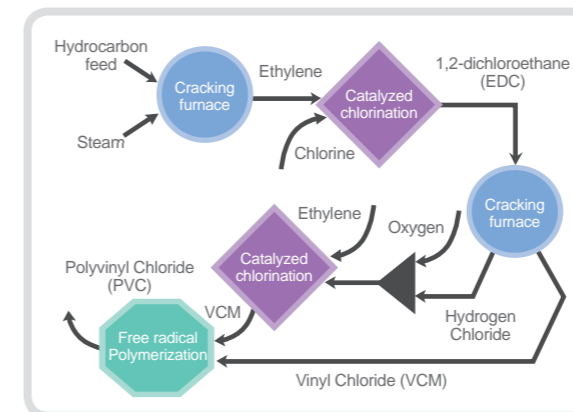 Hydrocarbon
feed
Steam
Cracking
furnace
Ethylene
Catalyzed
chlorination
Chlorine
1,2-dichloroethane
(EDC)
Cracking
furnace
Oxygen
Hydrogen
Chloride
Ethylene
Catalyzed
chlorination
VCM
Polyvinyl Chloride
(PVC)
Free radical
Polymerization
Vinyl Chloride (VCM)